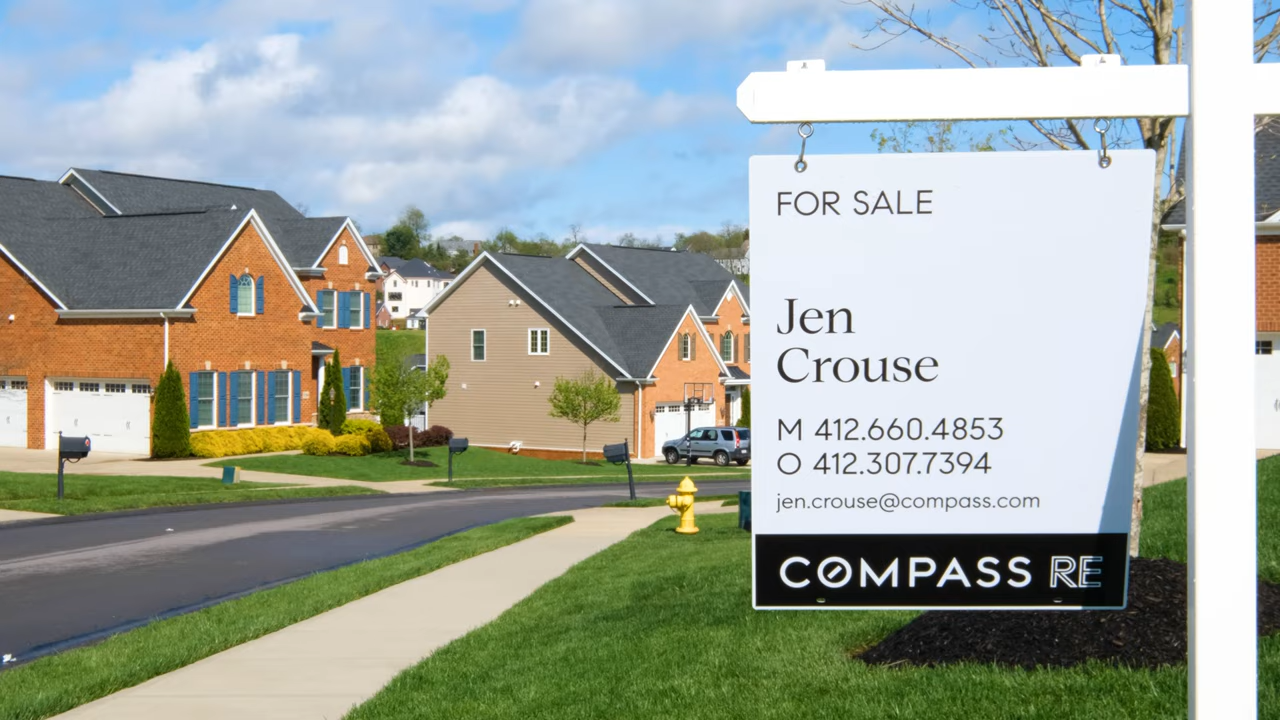 FOR SALE
Jen
Crouse
M 412.660.4853
O 412.307.7394
jen.crouse@compass.com
COMPASS RE